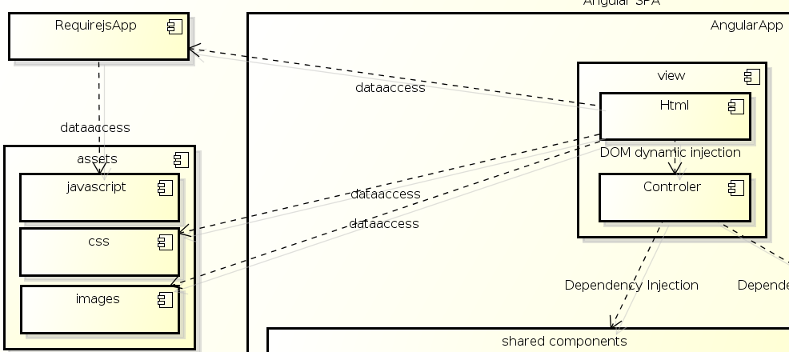 Angular SPA
RequirejsApp
AngularApp
view
dataaccess
Html
dataaccess
DOM dynamic injection
assets
javascript
Controler
dataaccess
dataaccess
css
Dependency Injection
images
shared components